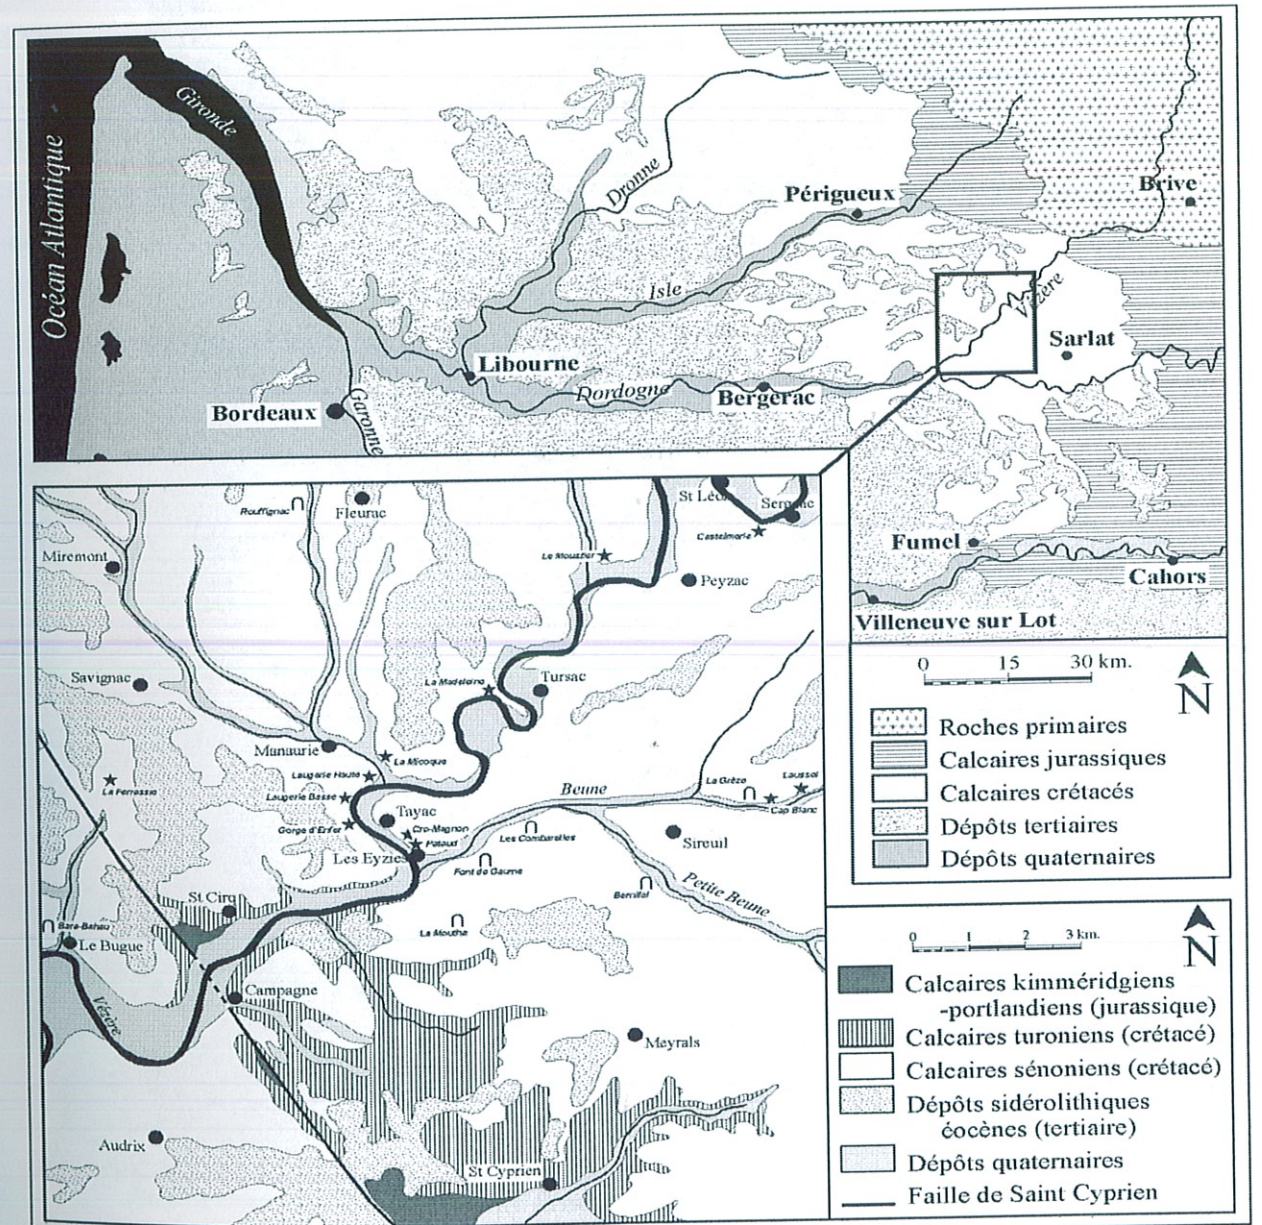 Océan Atlantique
Gironde
Dronne
Périgueux
Brive
Isle
Vézère
Sarlat
Libourne
Dordogne
Bergerac
Bordeaux
Garonne
Fumel
Cahors
Villeneuve sur Lot
0 15 30 km.
N
Roches primaires
Calcaires jurassiques
Calcaires crétacés
Dépôts tertiaires
Dépôts quaternaires
Rouffignac
Fleurac
St Léo
Castelmerle
Miremont
Le Moustier
Peyzac
Savignac
La Madeleine
Tursac
Manaurie
La Micoque
Laugerie Haute
La Ferrassie
Laugerie Basse
Tayac
Beune
La Grèze
Laussel
Cap Blanc
Gorge d'Enfer
Cro-Magnon
Pataud
Les Eyzies
Les Combarelles
Sireuil
Font de Gaume
Bernifal
Petite Beune
St Cirq
La Mouthe
Bara-Bahau
Le Bugue
Campagne
Vézère
Meyrals
Audrix
St Cyprien
0 1 2 3 km.
N
Calcaires kimméridgiens
-portlandiens (jurassique)
Calcaires turoniens (crétacé)
Calcaires sénoniens (crétacé)
Dépôts sidérolithiques
éocènes (tertiaire)
Dépôts quaternaires
Faille de Saint Cyprien